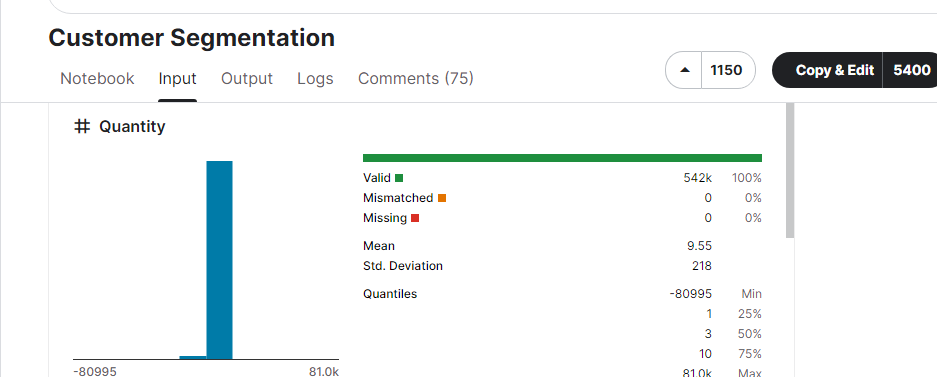 Customer Segmentation
Notebook Input Output Logs Comments (75)
1150
Copy & Edit 5400
# Quantity
Valid 542k 100%
Mismatched 0 0%
Missing 0 0%
Mean 9.55
Std. Deviation 218
Quantiles -80995 Min
1 25%
3 50%
10 75%
81.0k Max
-80995 81.0k